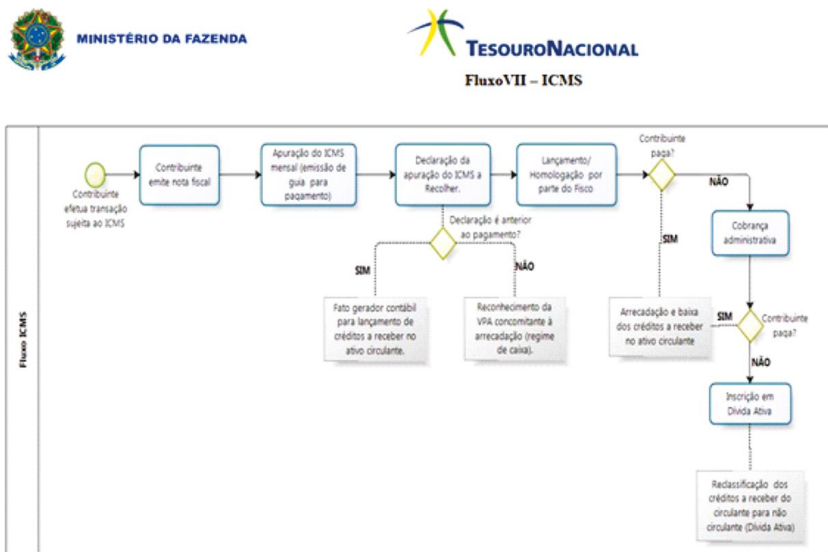 MINISTÉRIO DA FAZENDA
TESOURONACIONAL
FluxoVII – ICMS
Fluxo ICMS
Contribuinte
efetua transação
sujeita ao ICMS
Contribuinte
emite nota fiscal
Apuração do ICMS
mensal (emissão de
guia para
pagamento)
Declaração da
apuração do ICMS a
Recolher.
Lançamento/
Homologação por
parte do Fisco
Contribuinte
paga?
NÃO
SIM
Cobrança
administrativa
Declaração é anterior
ao pagamento?
SIM
NÃO
Fato gerador contábil
para lançamento de
créditos a receber no
ativo circulante.
Reconhecimento da
VPA concomitante à
arrecadação (regime
de caixa).
Arrecadação e baixa
dos créditos a receber
no ativo circulante
SIM
Contribuinte
paga?
NÃO
Inscrição em
Dívida Ativa
Reclassificação dos
créditos a receber do
circulante para não
circulante (Dívida Ativa)